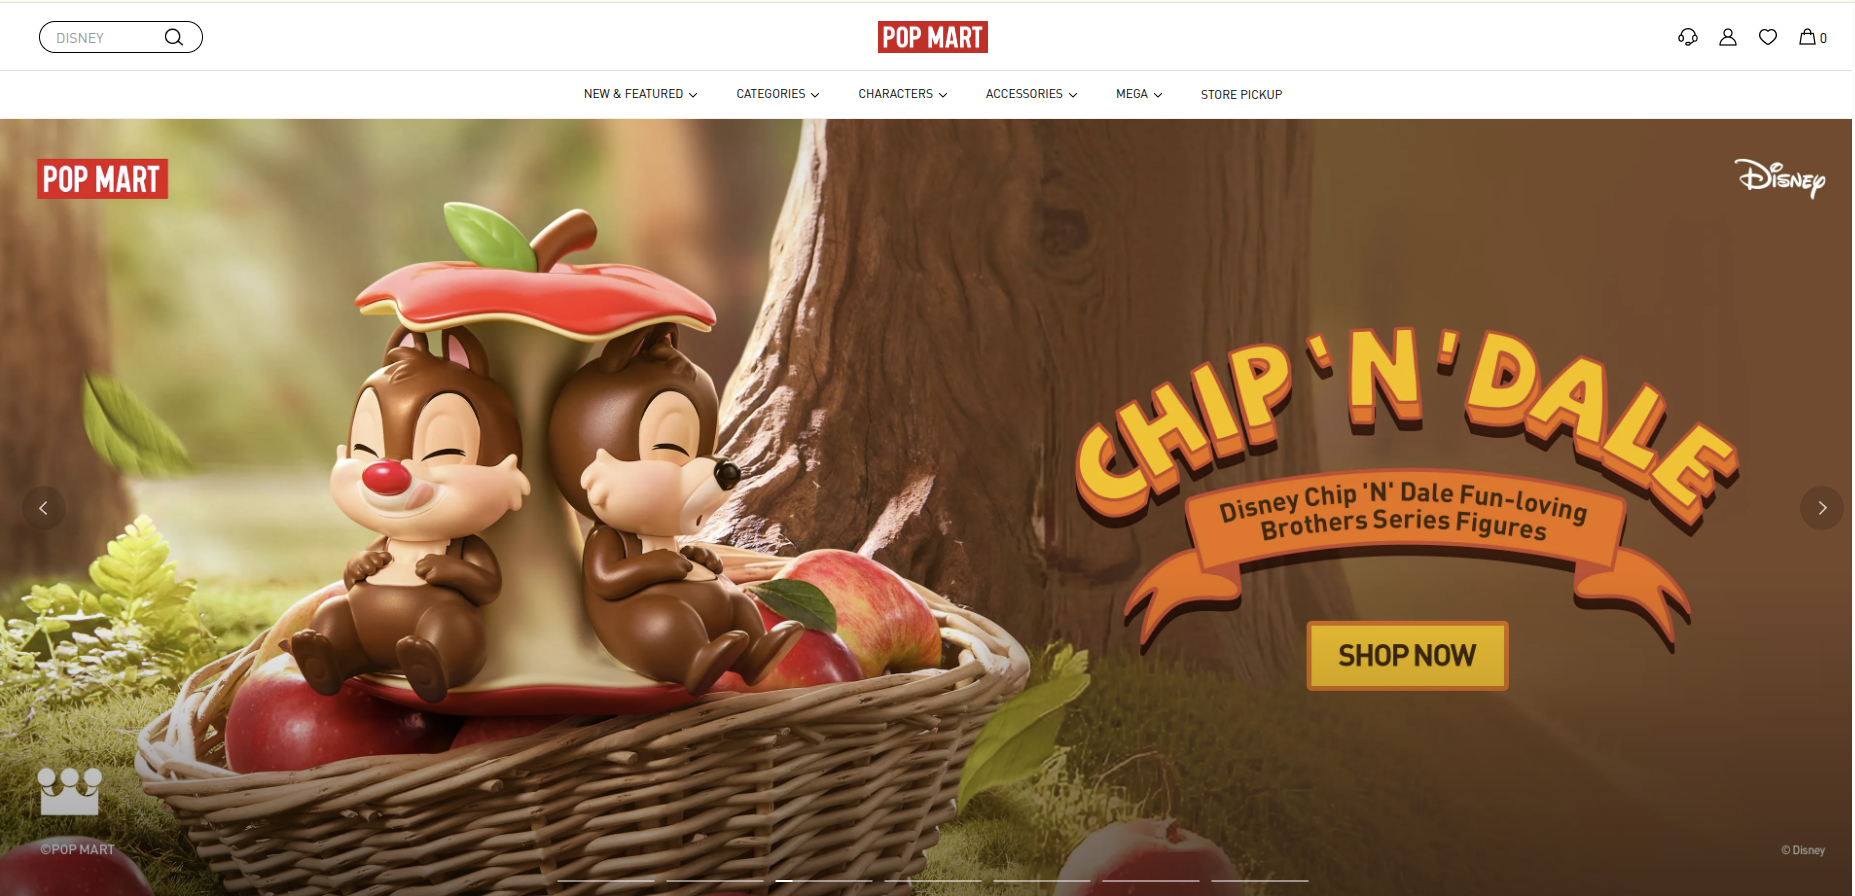 DISNEY
POP MART
0
NEW & FEATURED
CATEGORIES
CHARACTERS
ACCESSORIES
MEGA
STORE PICKUP
POP MART
Disney
CHIP 'N' DALE
Disney Chip 'N' Dale Fun-loving
Brothers Series Figures
SHOP NOW
©POP MART
© Disney